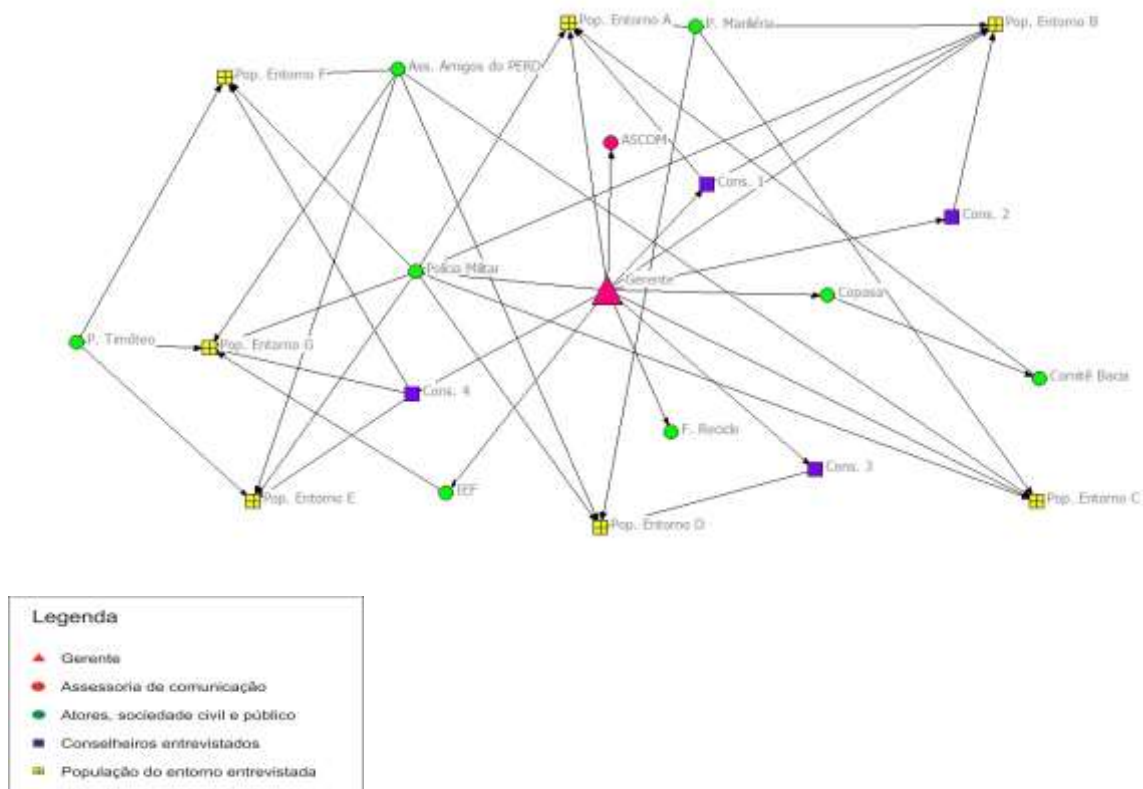 Pop. Entorno A
P. Marliéria
Pop. Entorno B
Pop. Entorno F
Ass. Amigos do PERD
ASCOM
Cons. 1
Cons. 2
Polícia Militar
Gerente
Copasa
P. Timóteo
Pop. Entorno G
Cons. 4
Comitê Bacia
F. Recicle
Cons. 3
IEF
Pop. Entorno E
Pop. Entorno D
Pop. Entorno C
Legenda
Gerente
Assessoria de comunicação
Atores, sociedade civil e público
Conselheiros entrevistados
População do entorno entrevistada